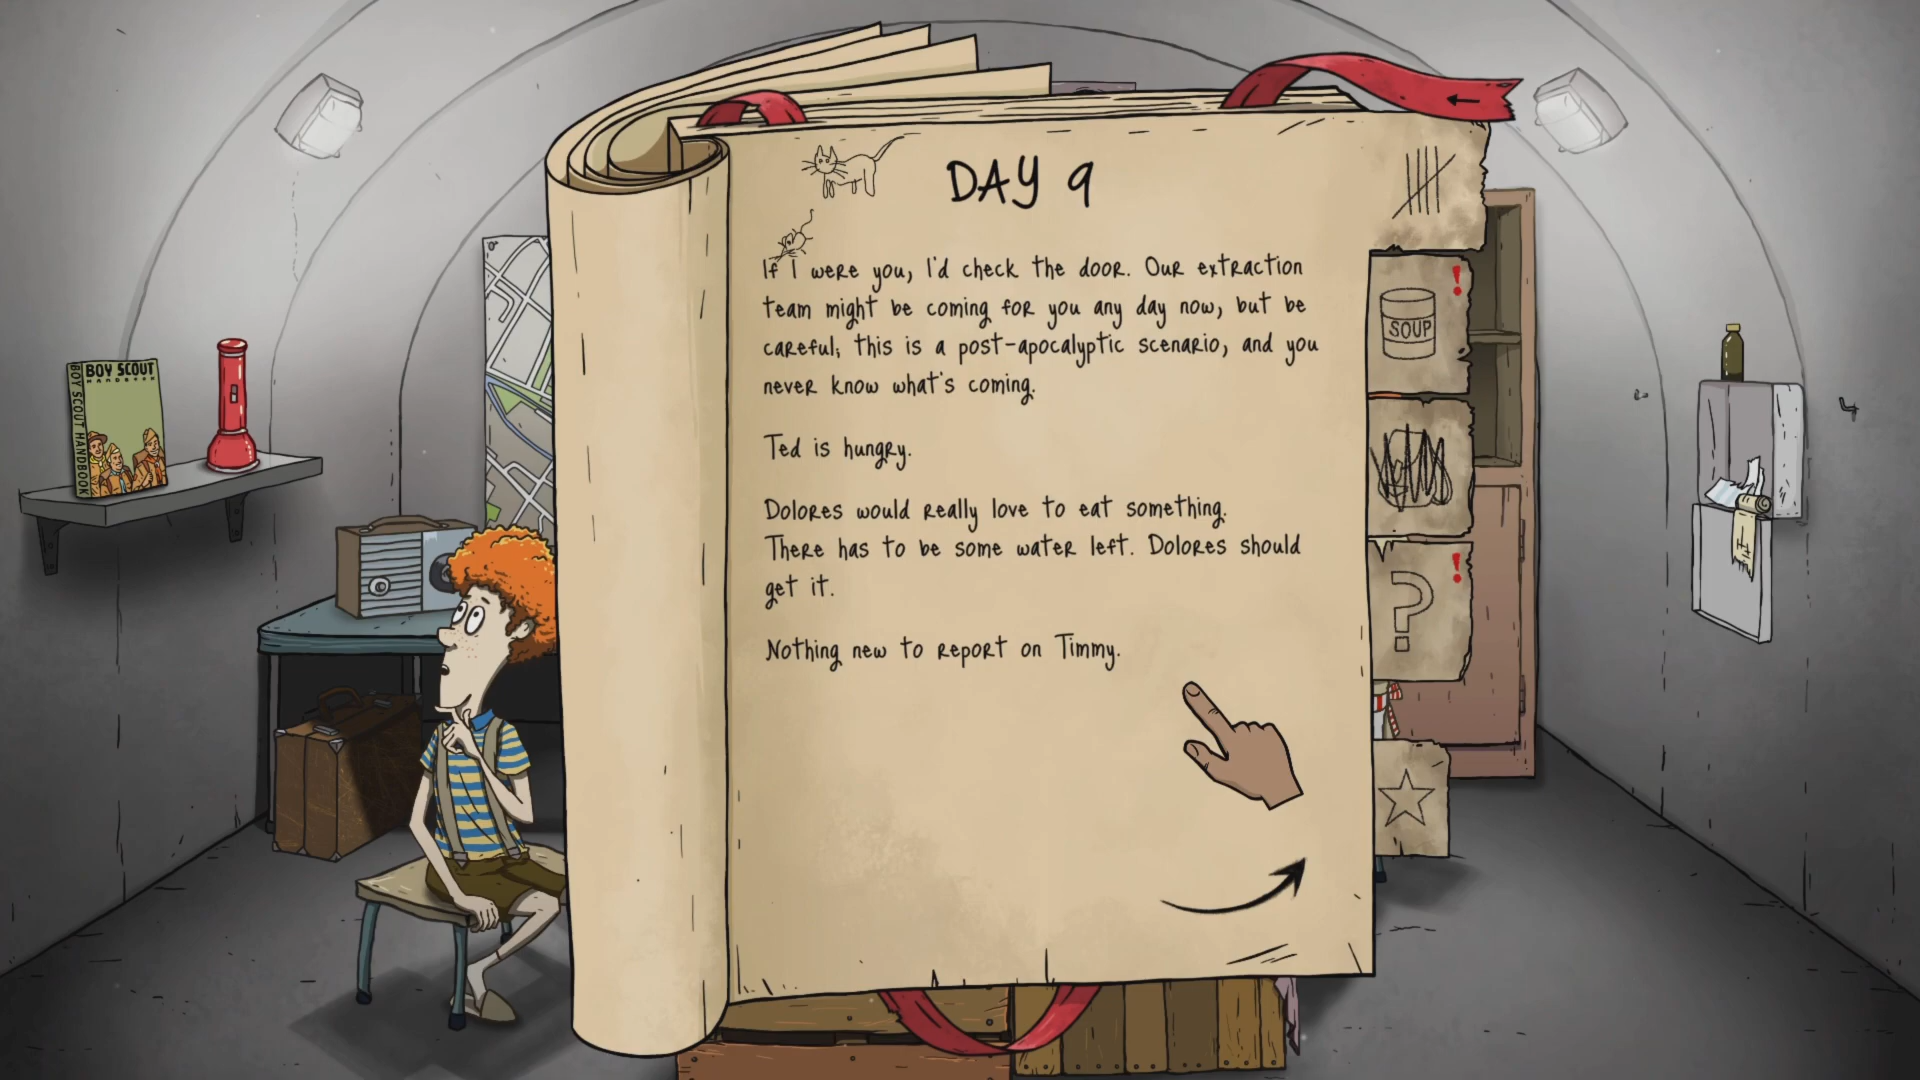 DAY 9
If I were you, I'd check the door. Our extraction
team might be coming for you any day now, but be
careful; this is a post-apocalyptic scenario, and you
never know what's coming.
Ted is hungry.
Dolores would really love to eat something.
There has to be some water left. Dolores should
get it.
Nothing new to report on Timmy.
!
SOUP
!
?
BOY SCOUT
HANDBOOK
BOY SCOUT HANDBOOK